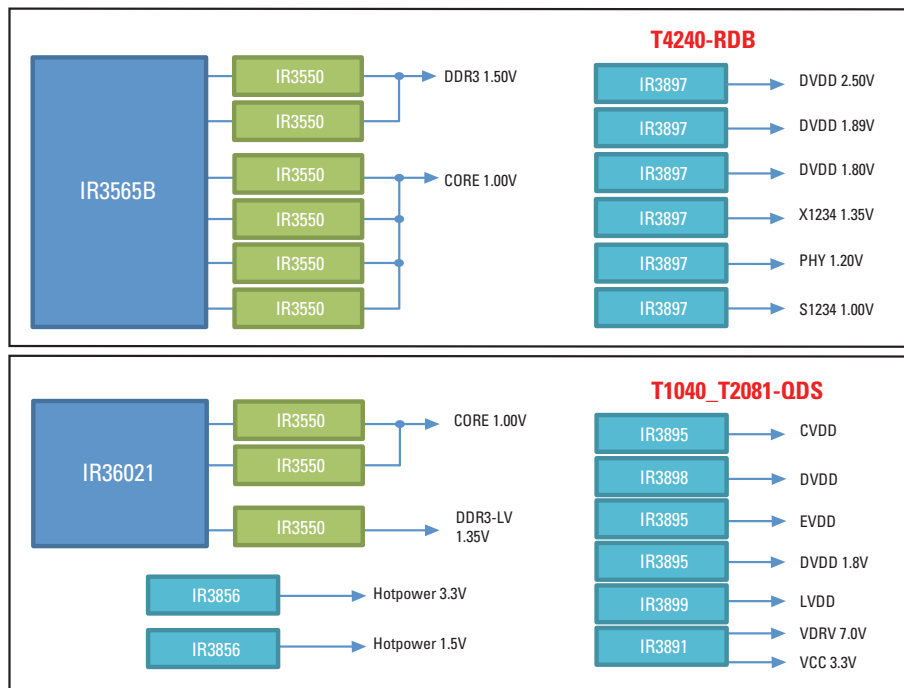 T4240-RDB
IR3565B
IR3550
DDR3 1.50V
IR3550
IR3550
CORE 1.00V
IR3550
IR3550
IR3550
IR3897
DVDD 2.50V
IR3897
DVDD 1.89V
IR3897
DVDD 1.80V
IR3897
X1234 1.35V
IR3897
PHY 1.20V
IR3897
S1234 1.00V
T1040_T2081-QDS
IR36021
IR3550
CORE 1.00V
IR3550
IR3550
DDR3-LV
1.35V
IR3856
Hotpower 3.3V
IR3856
Hotpower 1.5V
IR3895
CVDD
IR3898
DVDD
IR3895
EVDD
IR3895
DVDD 1.8V
IR3899
LVDD
IR3891
VDRV 7.0V
VCC 3.3V